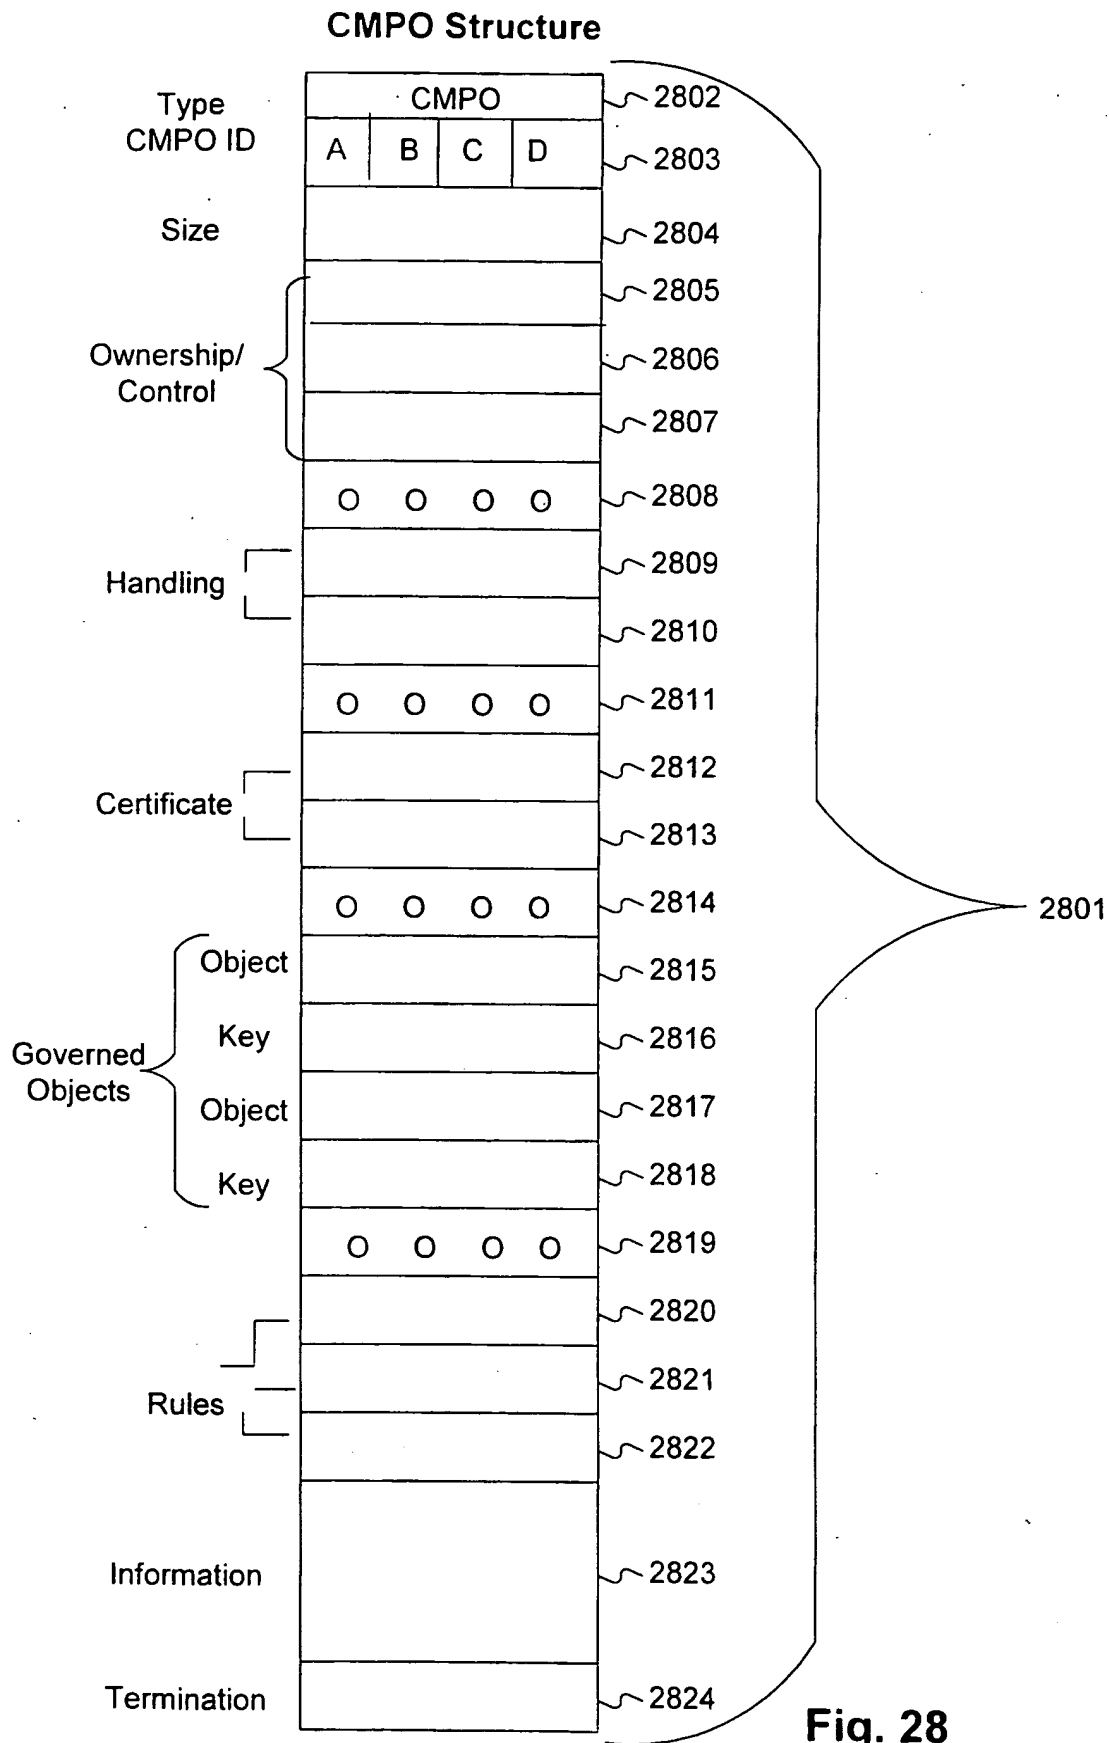 CMPO Structure
Type CMPO 2802
CMPO ID A B C D 2803
Size 2804
2805
Ownership/
Control
2806
2807
O O O O 2808
Handling
2809
2810
O O O O 2811
Certificate
2812
2813
O O O O 2814
2801
Governed
Objects
Object 2815
Key 2816
Object 2817
Key 2818
O O O O 2819
2820
Rules
2821
2822
Information 2823
Termination 2824
Fig. 28